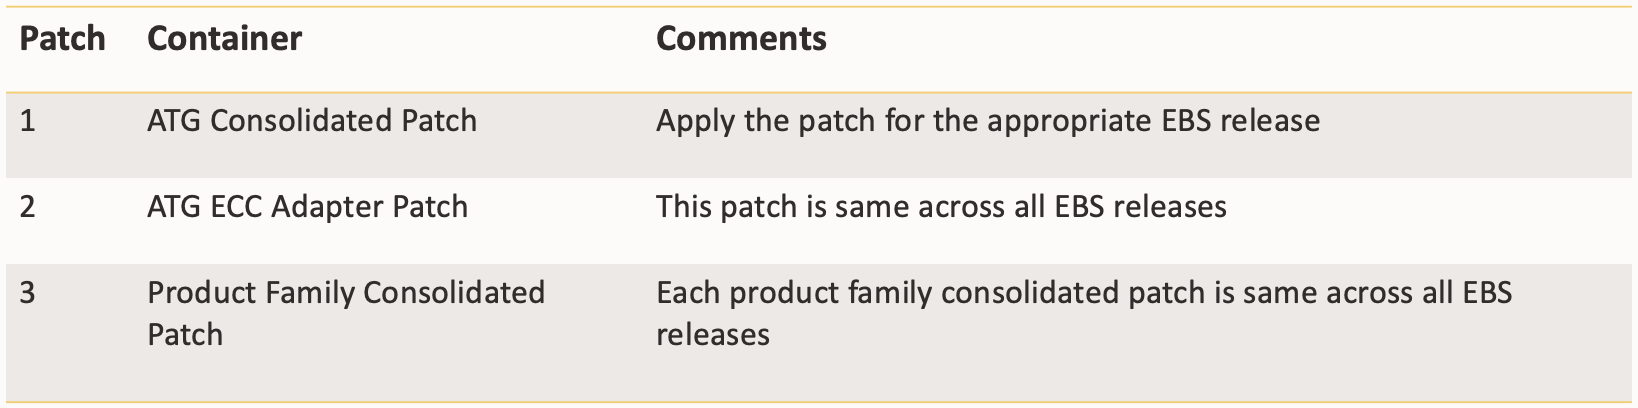 Patch Container Comments
1 ATG Consolidated Patch Apply the patch for the appropriate EBS release
2 ATG ECC Adapter Patch This patch is same across all EBS releases
3 Product Family Consolidated Each product family consolidated patch is same across all EBS
Patch releases